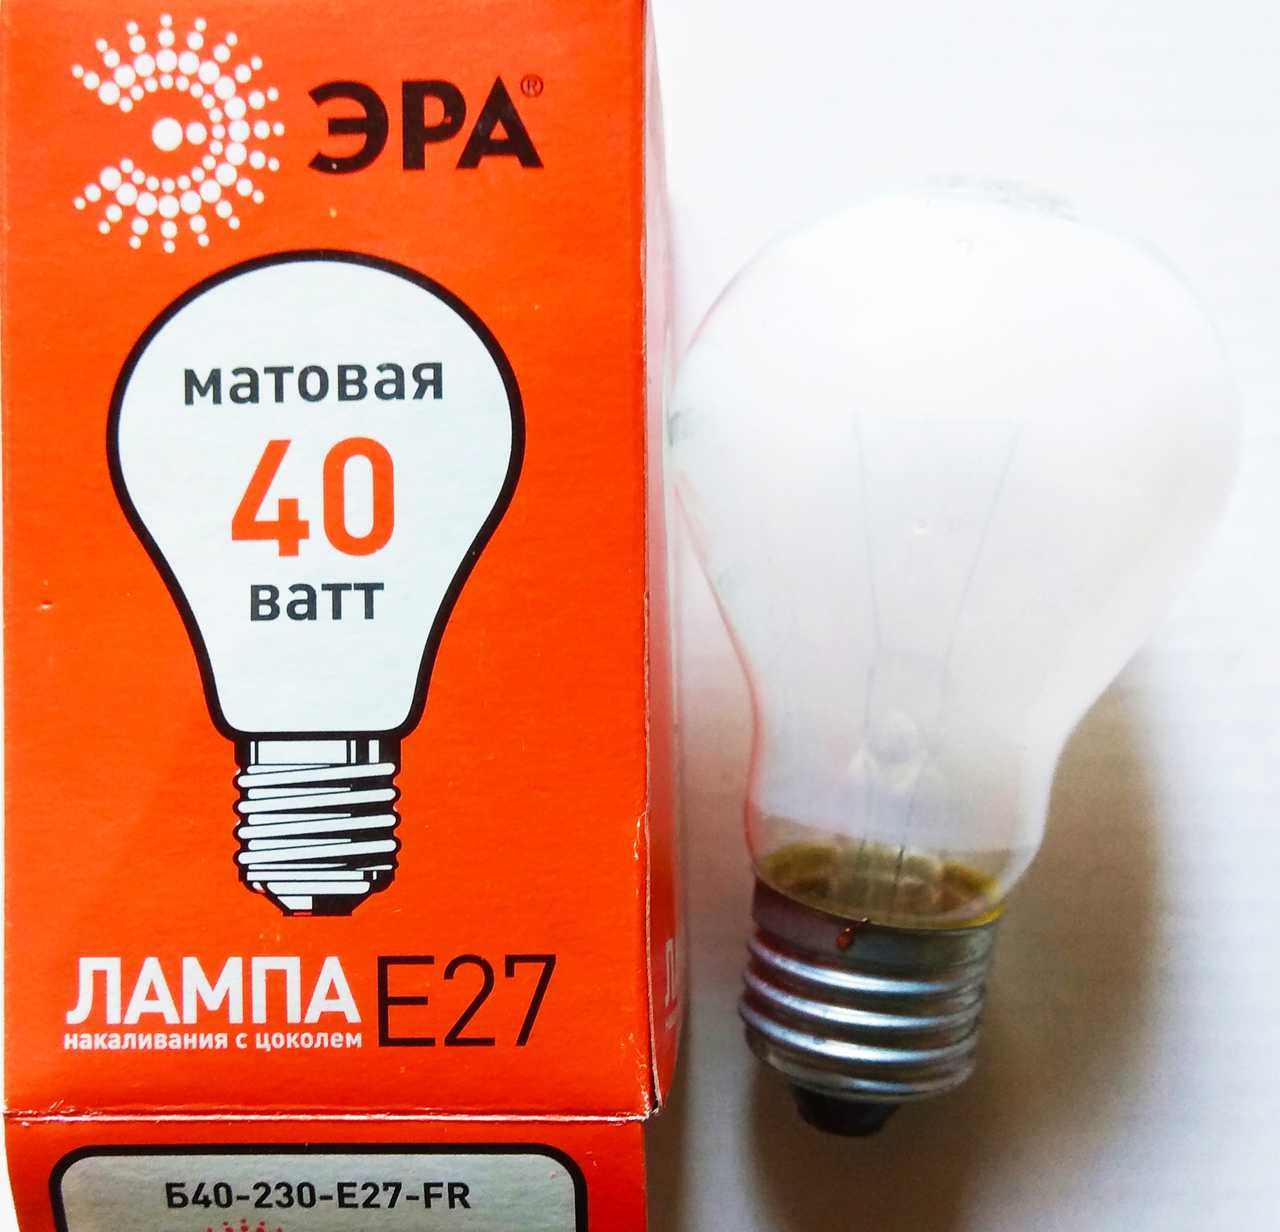 ЭРА®
матовая
40
ватт
ЛАМПА E27
накаливания с цоколем
Б40-230-E27-FR